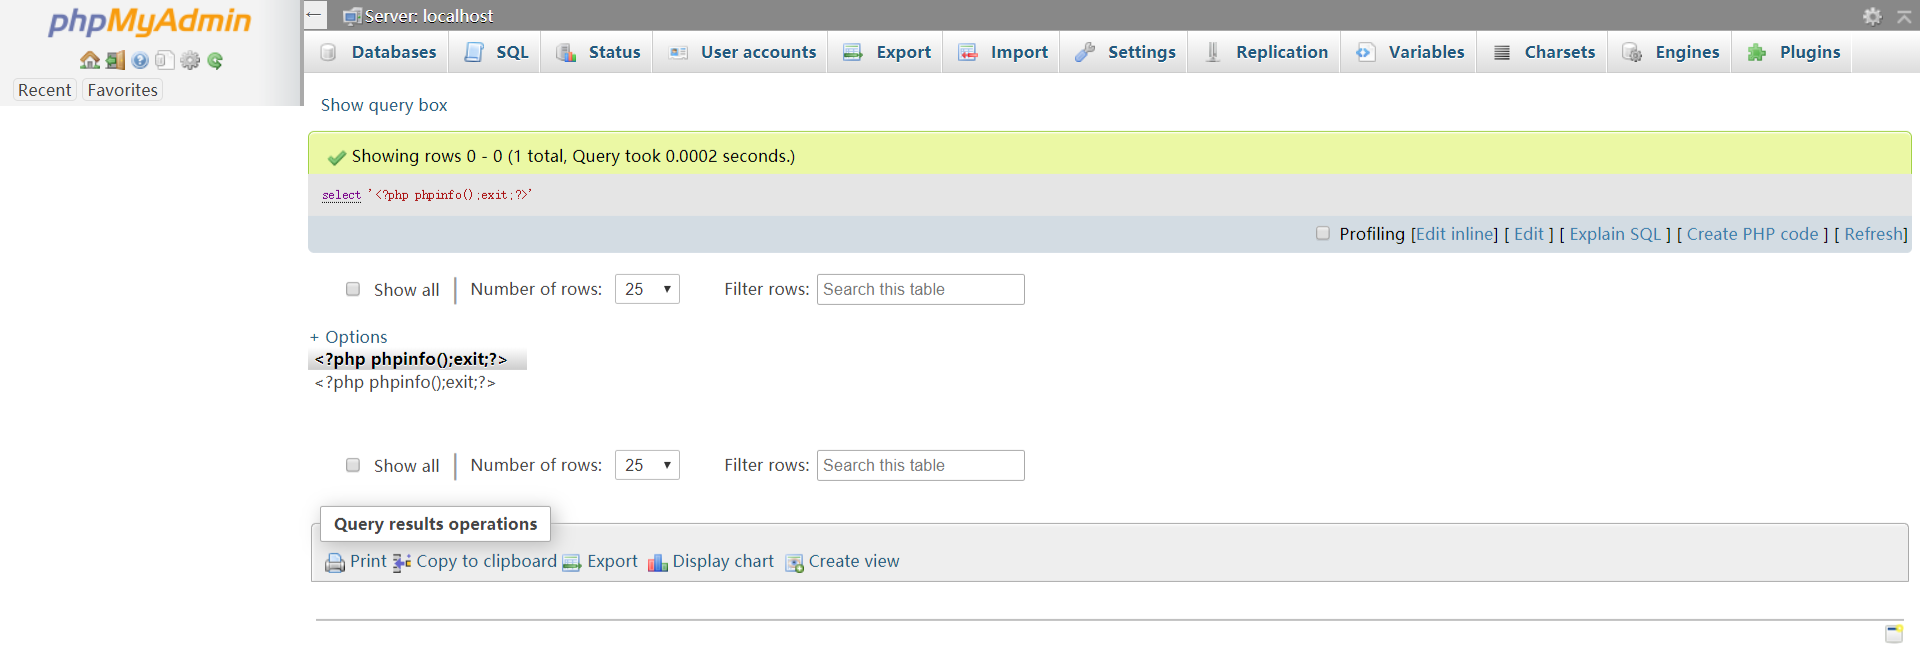 phpMyAdmin
Recent Favorites
← Server: localhost
Databases SQL Status User accounts Export Import Settings Replication Variables Charsets Engines Plugins
Show query box
Showing rows 0 - 0 (1 total, Query took 0.0002 seconds.)
select '<?php phpinfo();exit;?>'
Profiling [Edit inline] [ Edit ] [ Explain SQL ] [ Create PHP code ] [ Refresh]
Show all Number of rows: 25 Filter rows: Search this table
+ Options
<?php phpinfo();exit;?>
<?php phpinfo();exit;?>
Show all Number of rows: 25 Filter rows: Search this table
Query results operations
Print Copy to clipboard Export Display chart Create view